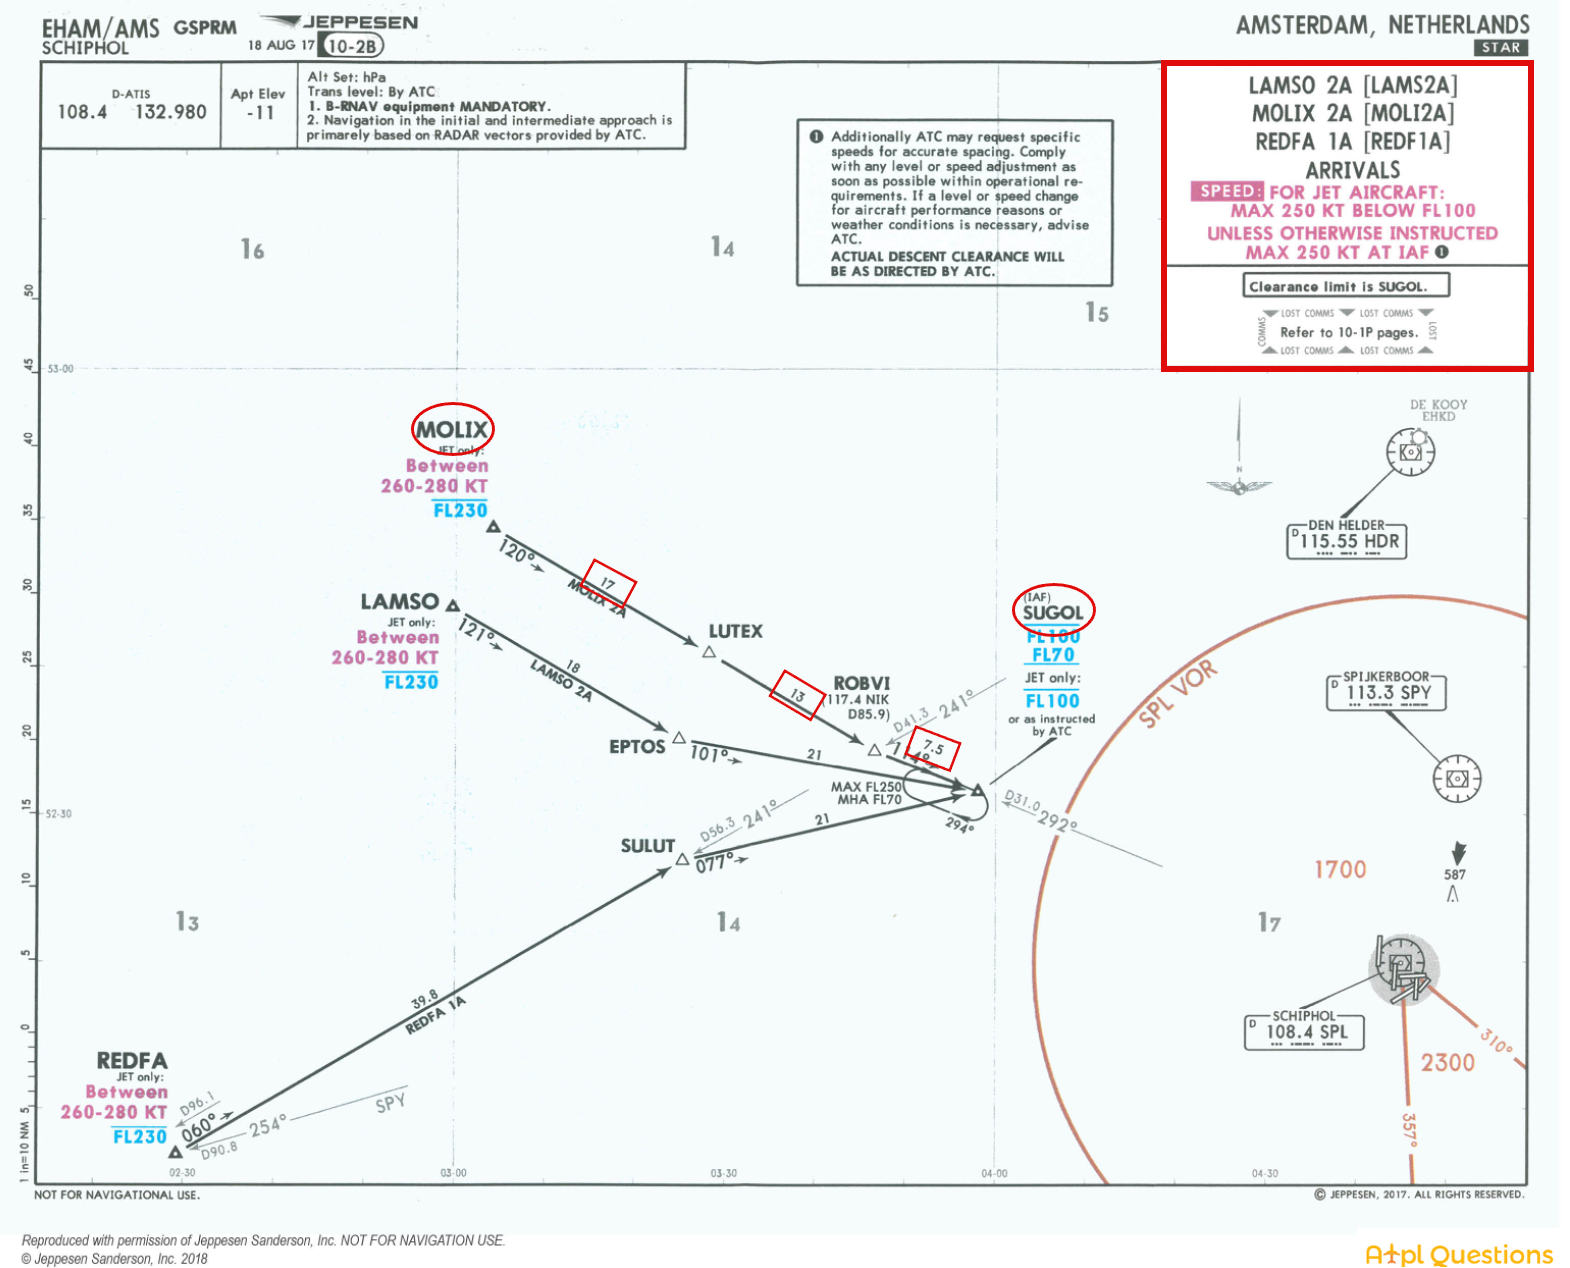 EHAM/AMS GSPRM JEPPESEN
SCHIPHOL 18 AUG 17 10-2B
AMSTERDAM, NETHERLANDS
STAR
D-ATIS
108.4 132.980
Apt Elev
-11
Alt Set: hPa
Trans level: By ATC
1. B-RNAV equipment MANDATORY.
2. Navigation in the initial and intermediate approach is
primarely based on RADAR vectors provided by ATC.
1 Additionally ATC may request specific
speeds for accurate spacing. Comply
with any level or speed adjustment as
soon as possible within operational re-
quirements. If a level or speed change
for aircraft performance reasons or
weather conditions is necessary, advise
ATC.
ACTUAL DESCENT CLEARANCE WILL
BE AS DIRECTED BY ATC.
LAMSO 2A [LAMS2A]
MOLIX 2A [MOLI2A]
REDFA 1A [REDF1A]
ARRIVALS
SPEED: FOR JET AIRCRAFT:
MAX 250 KT BELOW FL100
UNLESS OTHERWISE INSTRUCTED
MAX 250 KT AT IAF 1
Clearance limit is SUGOL.
LOST COMMS LOST COMMS
COMMS Refer to 10-1P pages. LOST
LOST COMMS LOST COMMS
16
14
15
50
45
40
35
30
25
20
15
10
5
0
5
1 in=10 NM
53-00
52-30
MOLIX
JET only:
Between
260-280 KT
FL230
120°
17
MOLIX 2A
LUTEX
13
ROBVI
(117.4 NIK
D85.9)
D41.3 241°
7.5
114°
LAMSO
JET only:
Between
260-280 KT
FL230
121°
18
LAMSO 2A
EPTOS
101°
21
MAX FL250
MHA FL70
294°
(IAF)
SUGOL
FL100
FL70
JET only:
FL100
or as instructed
by ATC
D31.0 292°
SULUT
D56.3 241°
077°
21
39.8
REDFA 1A
REDFA
JET only:
Between
260-280 KT
FL230
D96.1
060°
D90.8
254°
SPY
DE KOOY
EHKD
N
DEN HELDER
D 115.55 HDR
SPL VOR
SPIJKERBOOR
D 113.3 SPY
587
1700
13
14
17
SCHIPHOL
D 108.4 SPL
310°
2300
357°
02-30
03-00
03-30
04-00
04-30
NOT FOR NAVIGATIONAL USE.
© JEPPESEN, 2017. ALL RIGHTS RESERVED.
Reproduced with permission of Jeppesen Sanderson, Inc. NOT FOR NAVIGATION USE.
© Jeppesen Sanderson, Inc. 2018
Atpl Questions